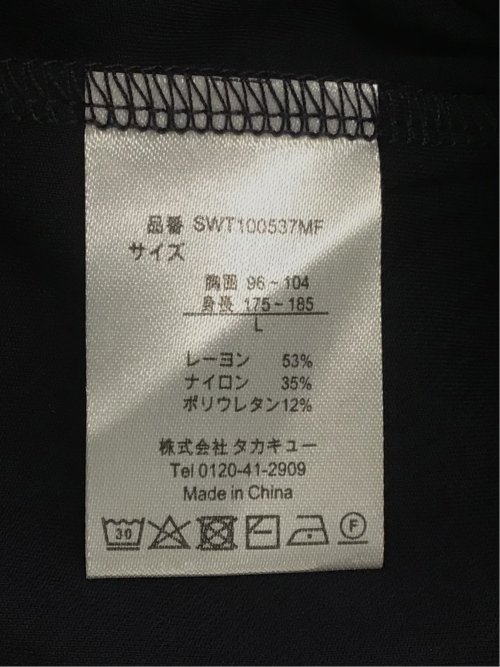 品番 SWT100537MF
サイズ
胸囲 96~104
身長 175~185
L
レーヨン 53%
ナイロン 35%
ポリウレタン12%
株式会社タカキュー
Tel 0120-41-2909
Made in China
30 F